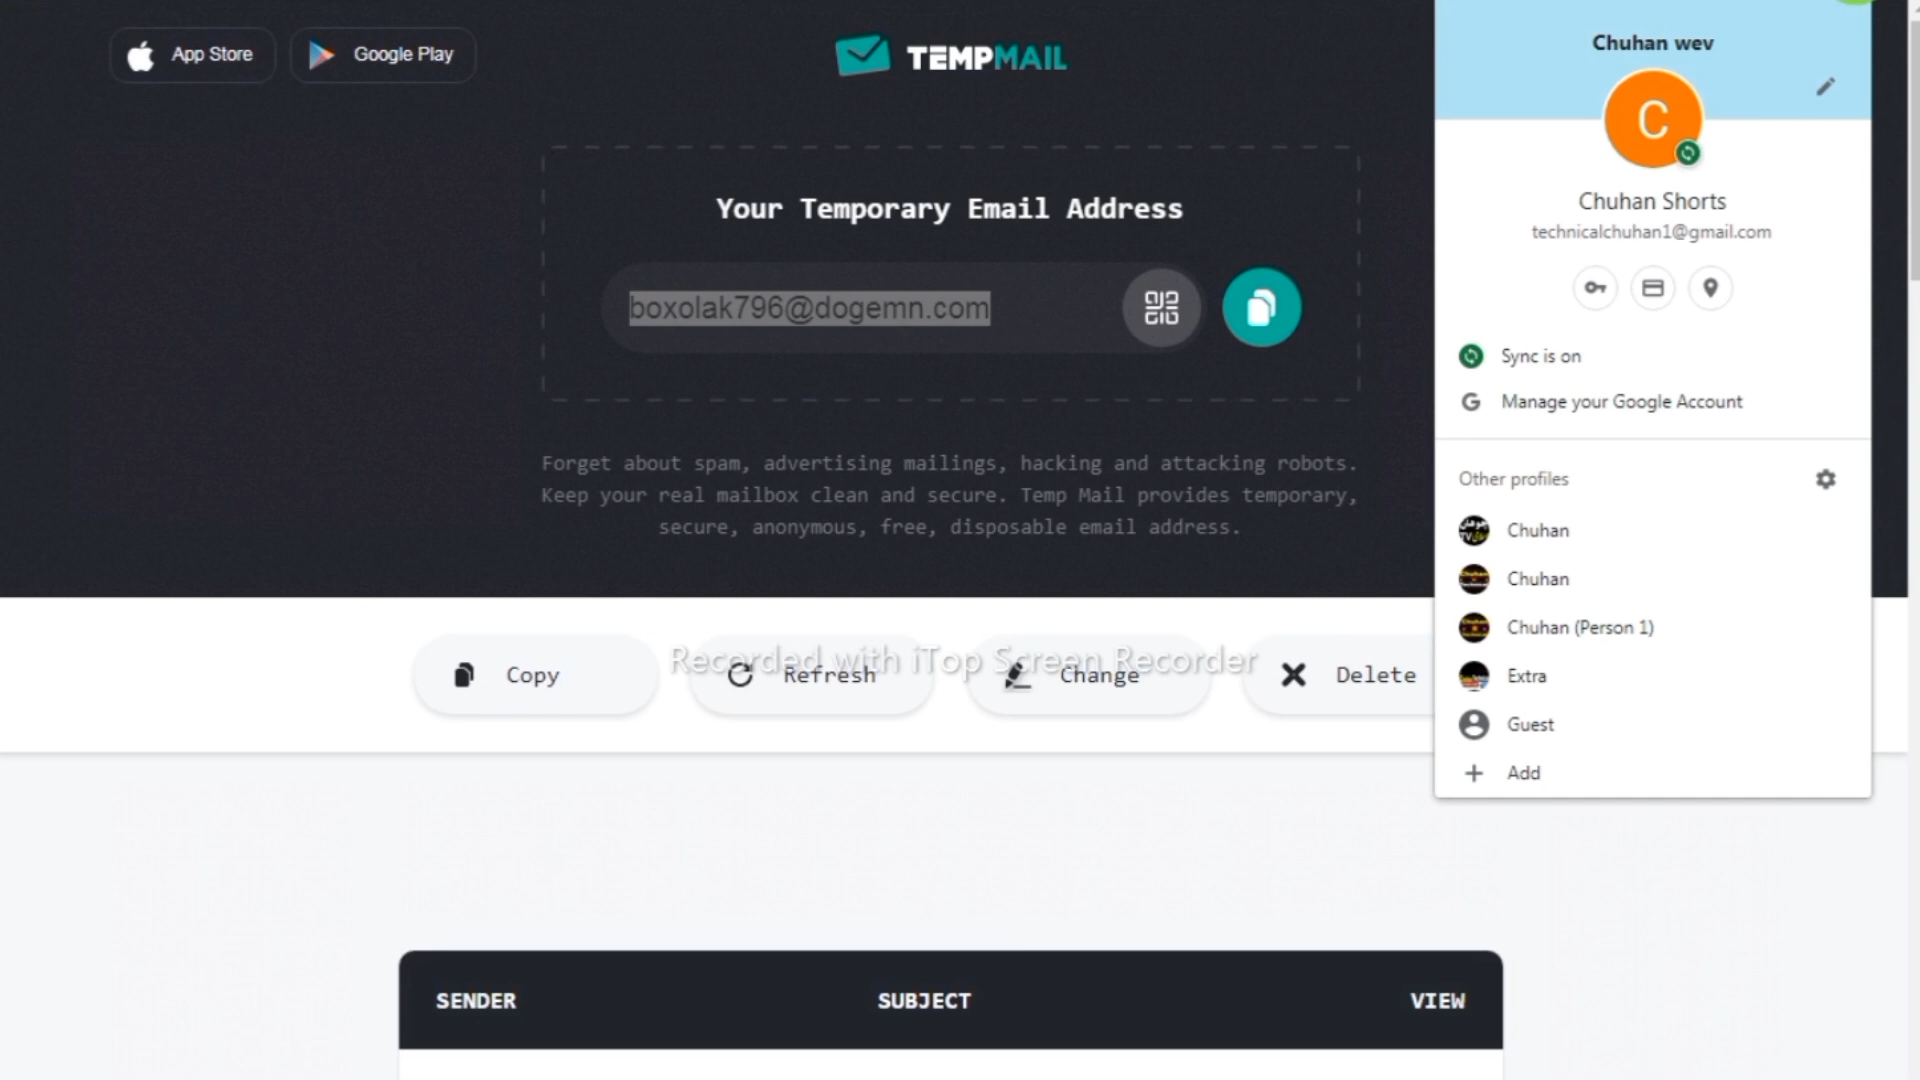 App Store
Google Play
TEMPMAIL
Your Temporary Email Address
boxolak796@dogemn.com
Forget about spam, advertising mailings, hacking and attacking robots.
Keep your real mailbox clean and secure. Temp Mail provides temporary,
secure, anonymous, free, disposable email address.
Copy
Refresh
Change
Delete
Recorded with iTop Screen Recorder
SENDER
SUBJECT
VIEW
Chuhan wev
C
Chuhan Shorts
technicalchuhan1@gmail.com
Sync is on
G Manage your Google Account
Other profiles
Chuhan
Chuhan
Chuhan (Person 1)
Extra
Guest
Add